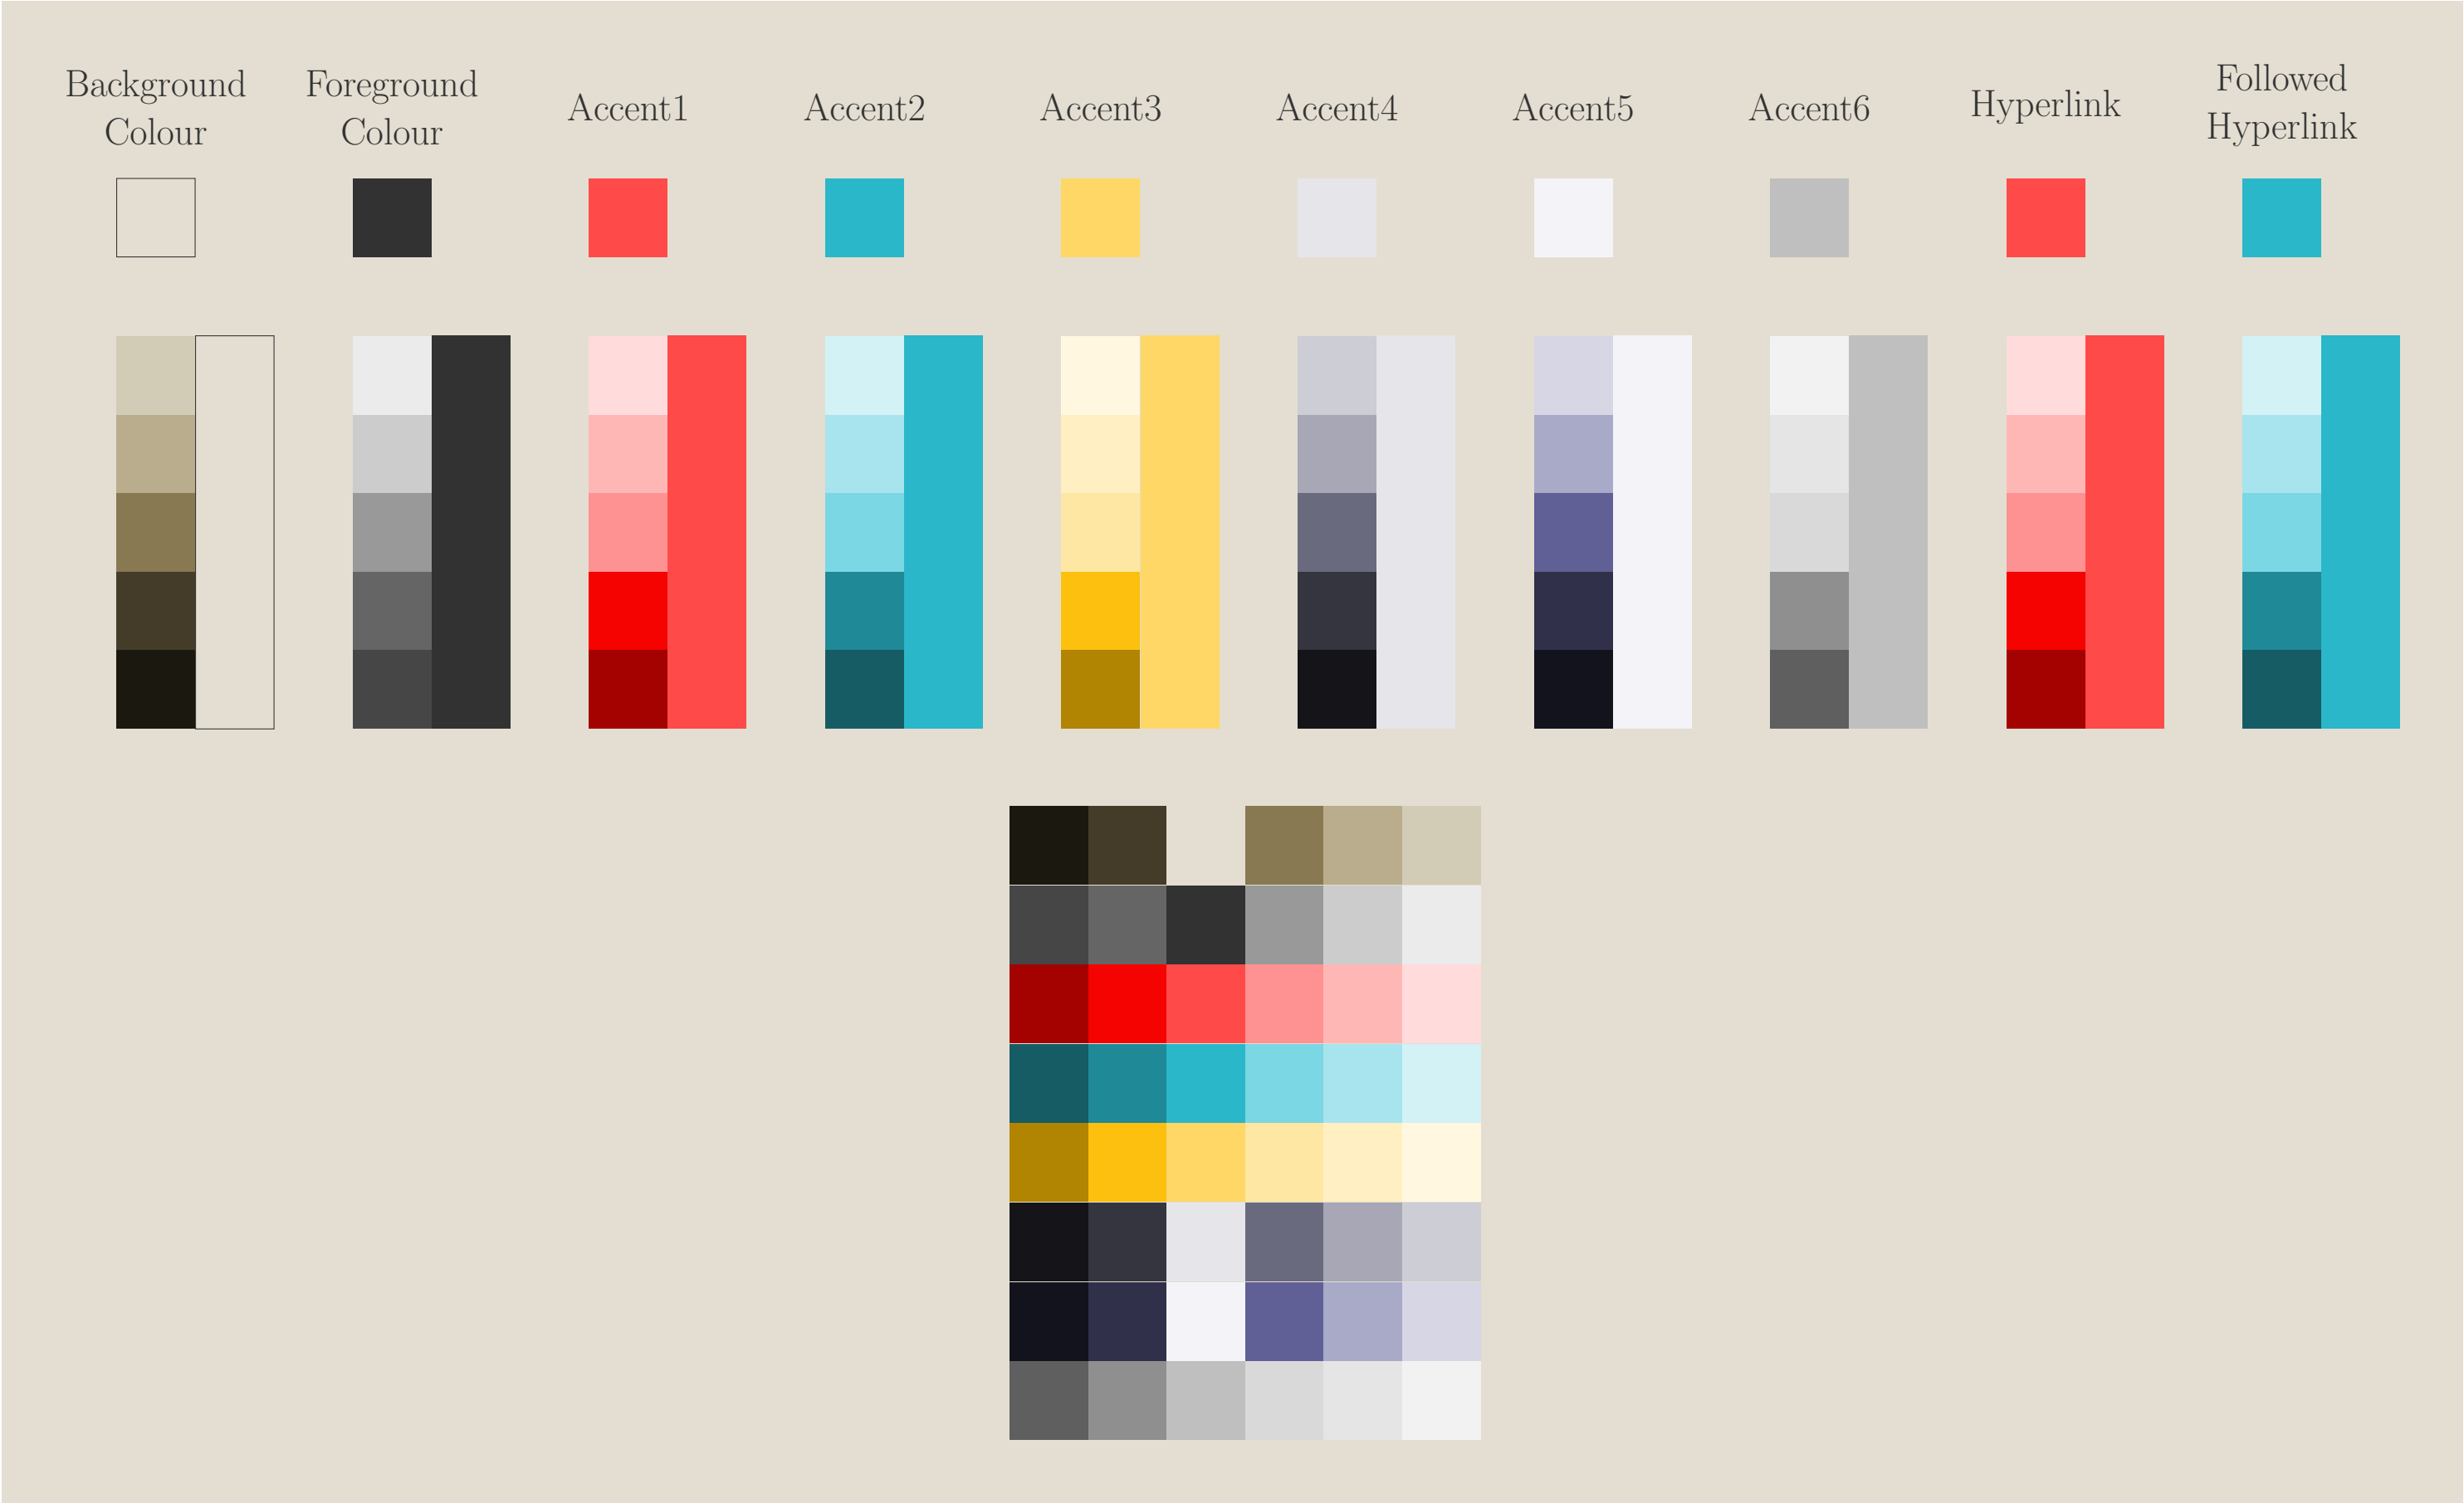 Background
Colour
Foreground
Colour
Accent1
Accent2
Accent3
Accent4
Accent5
Accent6
Hyperlink
Followed
Hyperlink